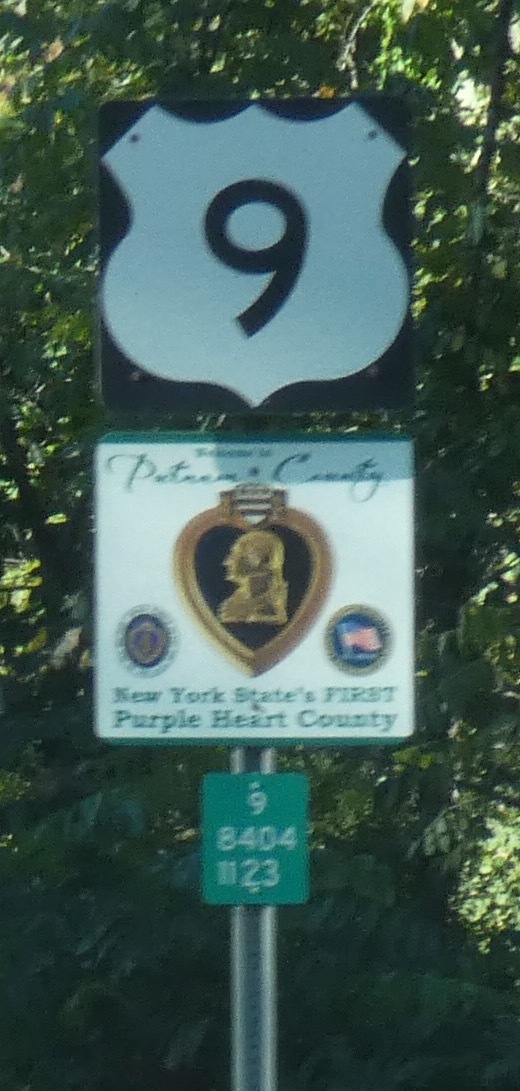 9
Welcome to
Putnam County
New York State's FIRST
Purple Heart County
9
8404
1123